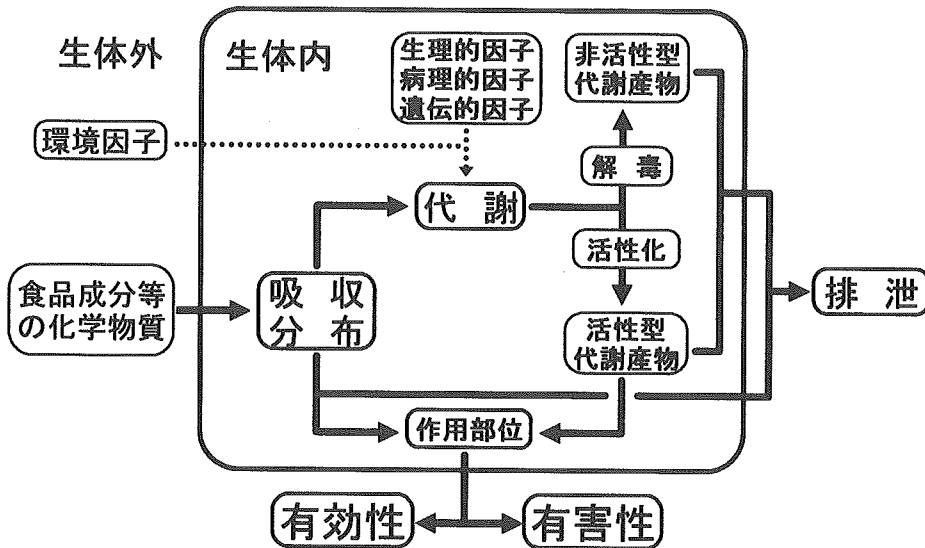 生体外
生体内
生理的因子
病理的因子
遺伝的因子
非活性型
代謝産物
環境因子
解毒
代謝
活性化
食品成分等
の化学物質
吸収
分布
排泄
活性型
代謝産物
作用部位
有効性
有害性